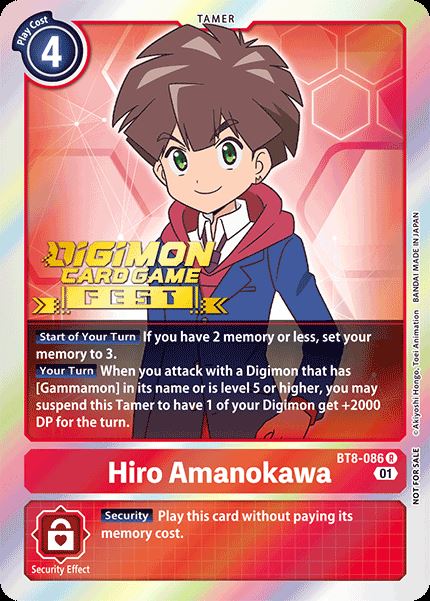 TAMER
Play Cost
4
DIGIMON
CARD GAME
FEST
Start of Your Turn If you have 2 memory or less, set your
memory to 3.
Your Turn When you attack with a Digimon that has
[Gammamon] in its name or is level 5 or higher, you may
suspend this Tamer to have 1 of your Digimon get +2000
DP for the turn.
©Akiyoshi Hongo, Toei Animation BANDAI MADE IN JAPAN
NOT FOR SALE
BT8-086 R
Hiro Amanokawa
01
Security Play this card without paying its
memory cost.
Security Effect